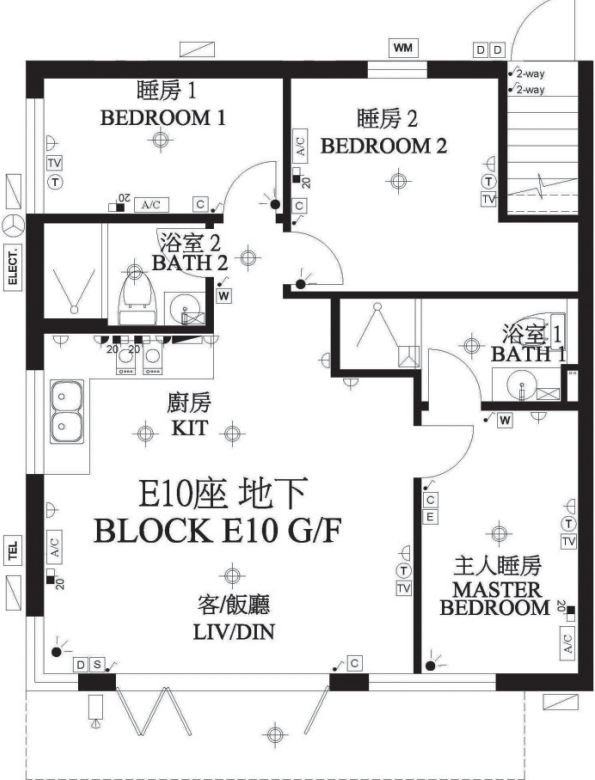 WM
D D
2-way
2-way
睡房 1
BEDROOM 1
睡房 2
BEDROOM 2
A/C
20
C
TV
T
20
A/C
C
T
TV
ELECT.
浴室 2
BATH 2
W
20
20
浴室 1
BATH 1
W
廚房
KIT
E10座 地下
BLOCK E10 G/F
C
E
T
TV
TEL
A/C
20
T
TV
主人睡房
MASTER
BEDROOM
20
A/C
客/飯廳
LIV/DIN
D S
C